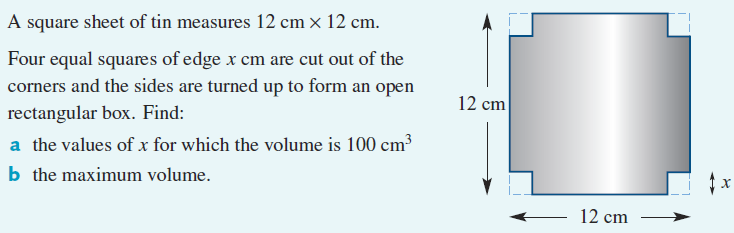 A square sheet of tin measures 12 cm × 12 cm.
Four equal squares of edge x cm are cut out of the
corners and the sides are turned up to form an open
rectangular box. Find:
a the values of x for which the volume is 100 cm³
b the maximum volume.
12 cm
x
12 cm